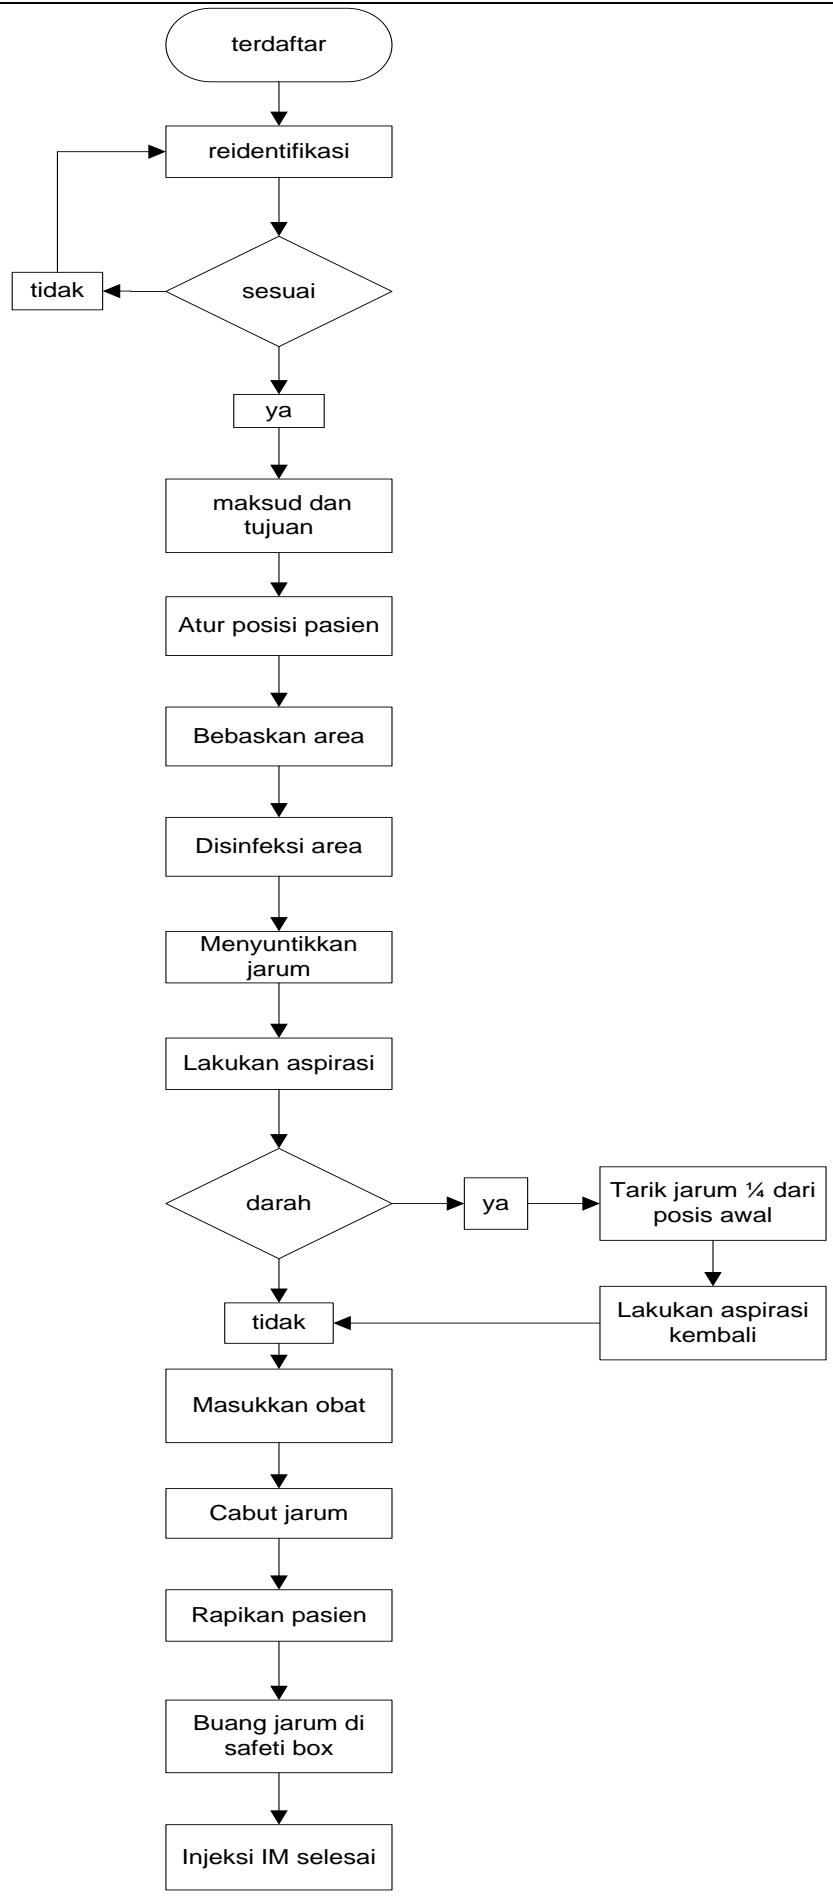 terdaftar
reidentifikasi
sesuai
tidak
ya
maksud dan
tujuan
Atur posisi pasien
Bebaskan area
Disinfeksi area
Menyuntikkan
jarum
Lakukan aspirasi
darah
ya
Tarik jarum ¼ dari
posis awal
Lakukan aspirasi
kembali
tidak
Masukkan obat
Cabut jarum
Rapikan pasien
Buang jarum di
safeti box
Injeksi IM selesai